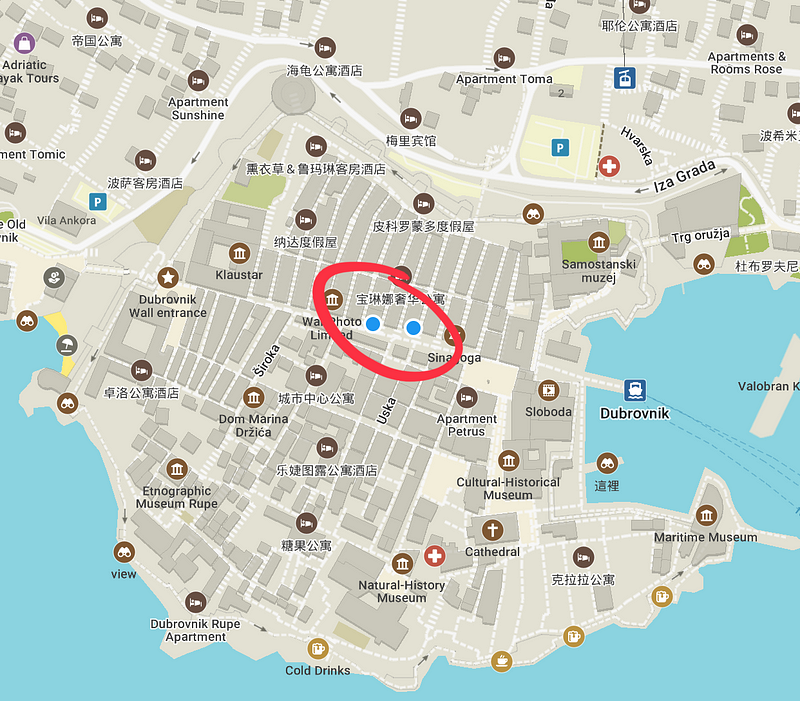 帝国公寓
耶伦公寓酒店
Adriatic
ayak Tours
海龟公寓酒店
Apartments &
Rooms Rose
Apartment Toma
Apartment
Sunshine
2
梅里宾馆
P
Hvarska
ment Tomic
波萨客房酒店
熏衣草＆鲁玛琳客房酒店
Iza Grada
P
Vila Ankora
e Old
vnik
纳达度假屋
皮科罗蒙多度假屋
Trg oružja
Klaustar
Samostanski
muzej
杜布罗夫尼
Dubrovnik
Wall entrance
宝琳娜奢华公寓
War Photo
Limited
Sinagoga
Široka
卓洛公寓酒店
城市中心公寓
Uska
Valobran K
Dubrovnik
Sloboda
Dom Marina
Držića
Apartment
Petrus
乐婕图露公寓酒店
Etnographic
Museum Rupe
Cultural-Historical
Museum
這裡
糖果公寓
Cathedral
Maritime Museum
view
Natural-History
Museum
克拉拉公寓
Dubrovnik Rupe
Apartment
Cold Drinks